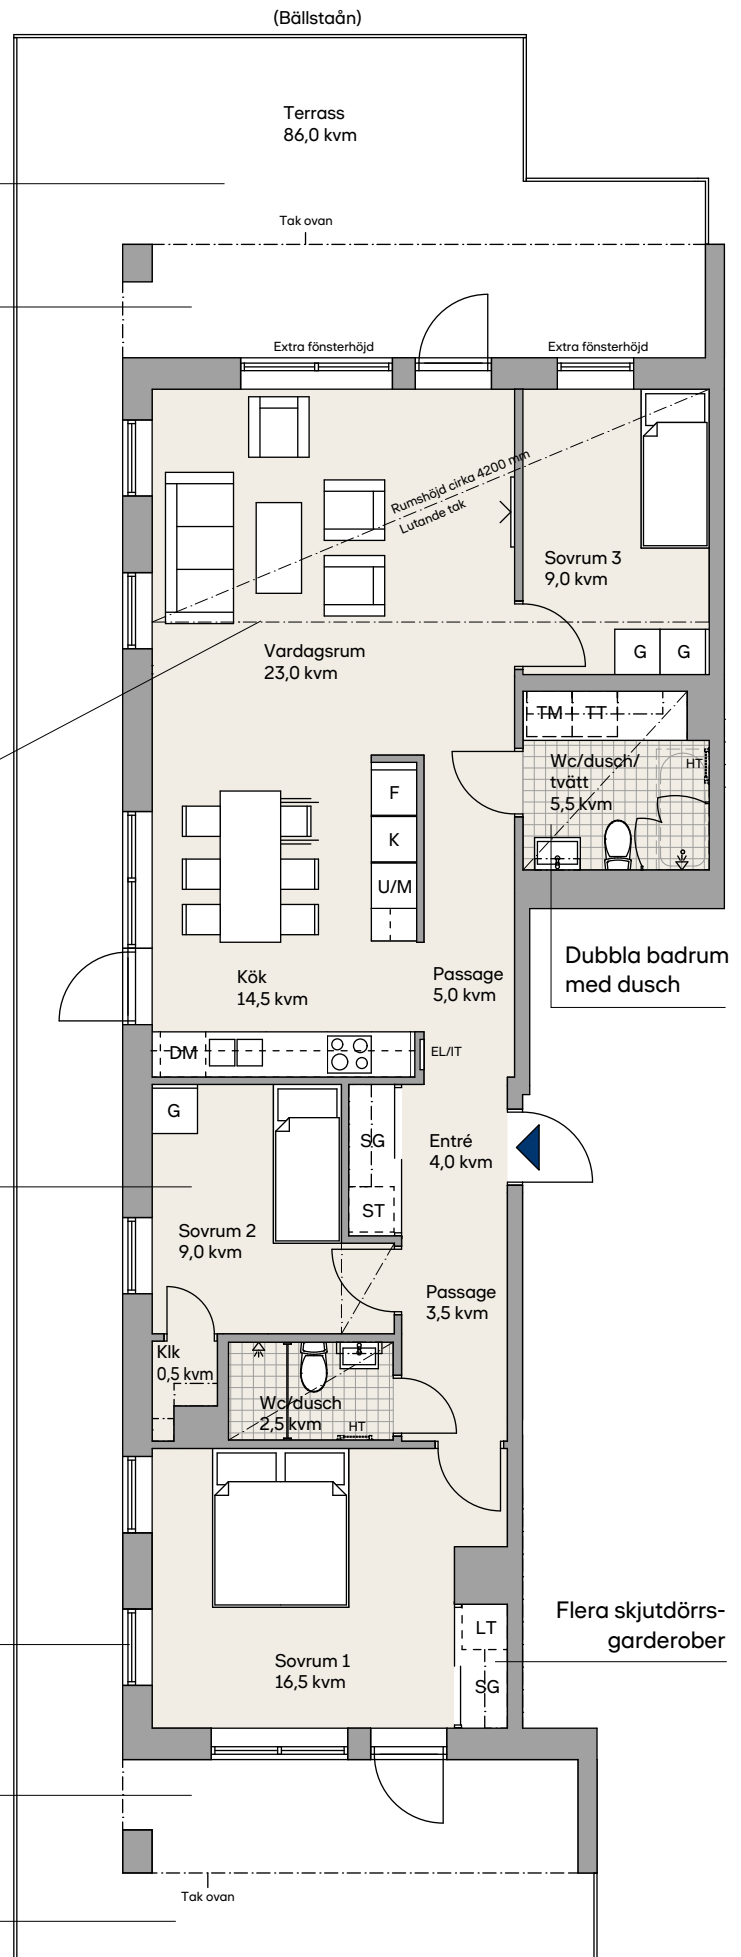 (Bällstaån)
Terrass
86,0 kvm
Tak ovan
Extra fönsterhöjd
Extra fönsterhöjd
Rumshöjd cirka 4200 mm
Lutande tak
Sovrum 3
9,0 kvm
G
G
Vardagsrum
23,0 kvm
TM
TT
Wc/dusch/
tvätt
5,5 kvm
HT
F
K
U/M
Dubbla badrum
med dusch
Kök
14,5 kvm
Passage
5,0 kvm
DM
EL/IT
G
SG
Entré
4,0 kvm
ST
Sovrum 2
9,0 kvm
Passage
3,5 kvm
Klk
0,5 kvm
Wc/dusch
2,5 kvm
HT
Flera skjutdörrs-
garderober
LT
Sovrum 1
16,5 kvm
SG
Tak ovan